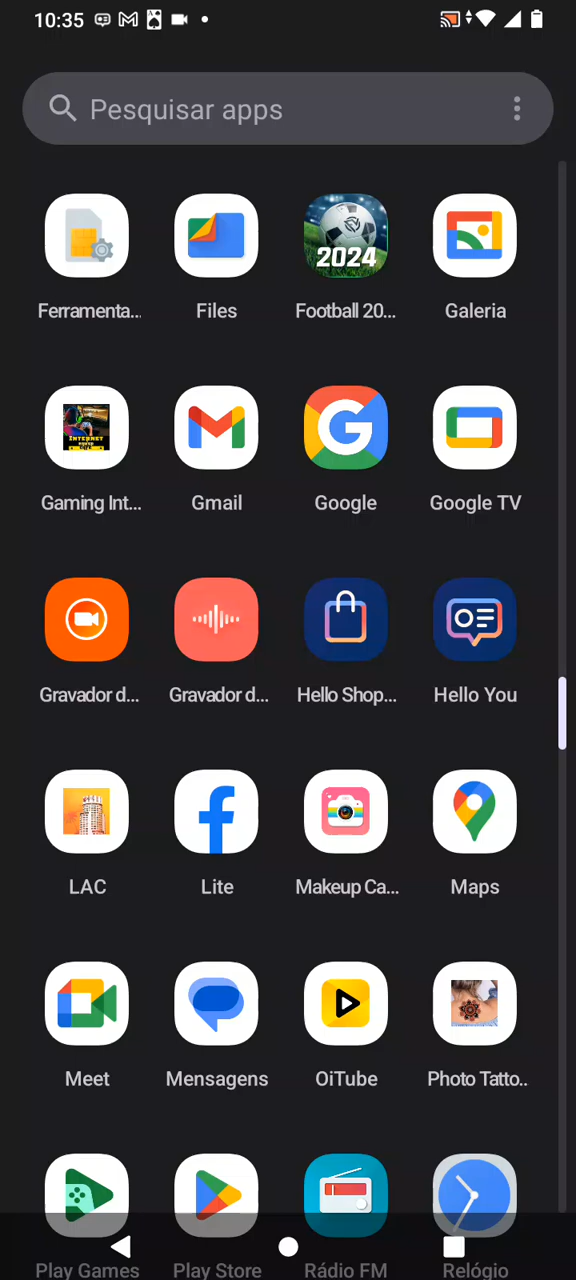 10:35
Pesquisar apps
2024
Ferramenta...
Files
Football 20...
Galeria
INTERNET
Gaming Int...
Gmail
Google
Google TV
Gravador d...
Gravador d...
Hello Shop...
Hello You
LAC
Lite
Makeup Ca...
Maps
Meet
Mensagens
OiTube
Photo Tatto..
Play Games
Play Store
Rádio FM
Relógio